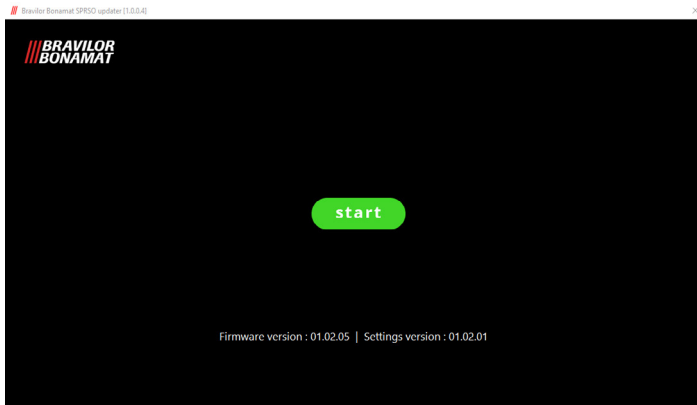 Bravilor Bonamat SPRSO updater [1.0.0.4]
BRAVILOR
BONAMAT
start
Firmware version : 01.02.05 | Settings version : 01.02.01